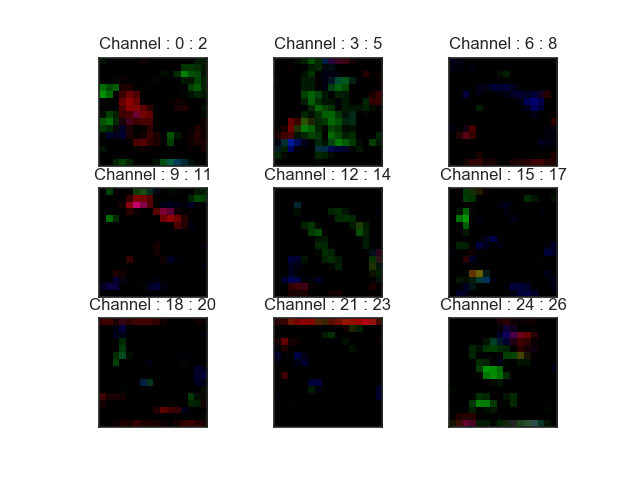 Channel : 0 : 2
Channel : 3 : 5
Channel : 6 : 8
Channel : 9 : 11
Channel : 12 : 14
Channel : 15 : 17
Channel : 18 : 20
Channel : 21 : 23
Channel : 24 : 26